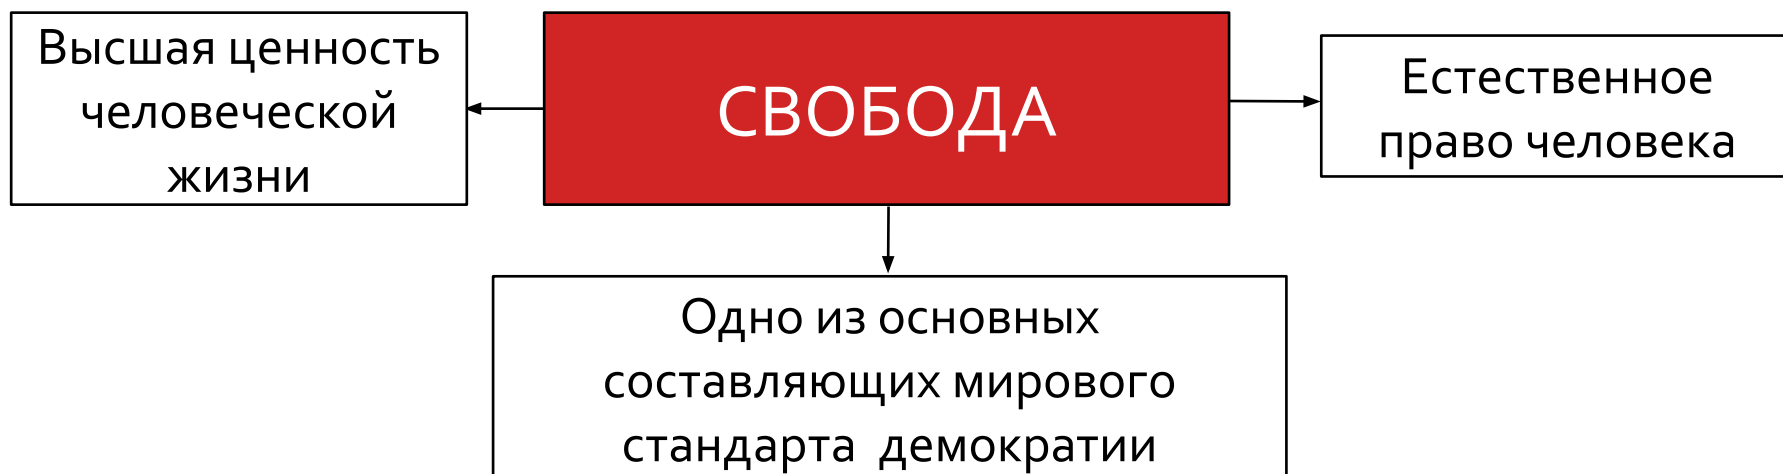 Высшая ценность
человеческой
жизни
СВОБОДА
Естественное
право человека
Одно из основных
составляющих мирового
стандарта демократии